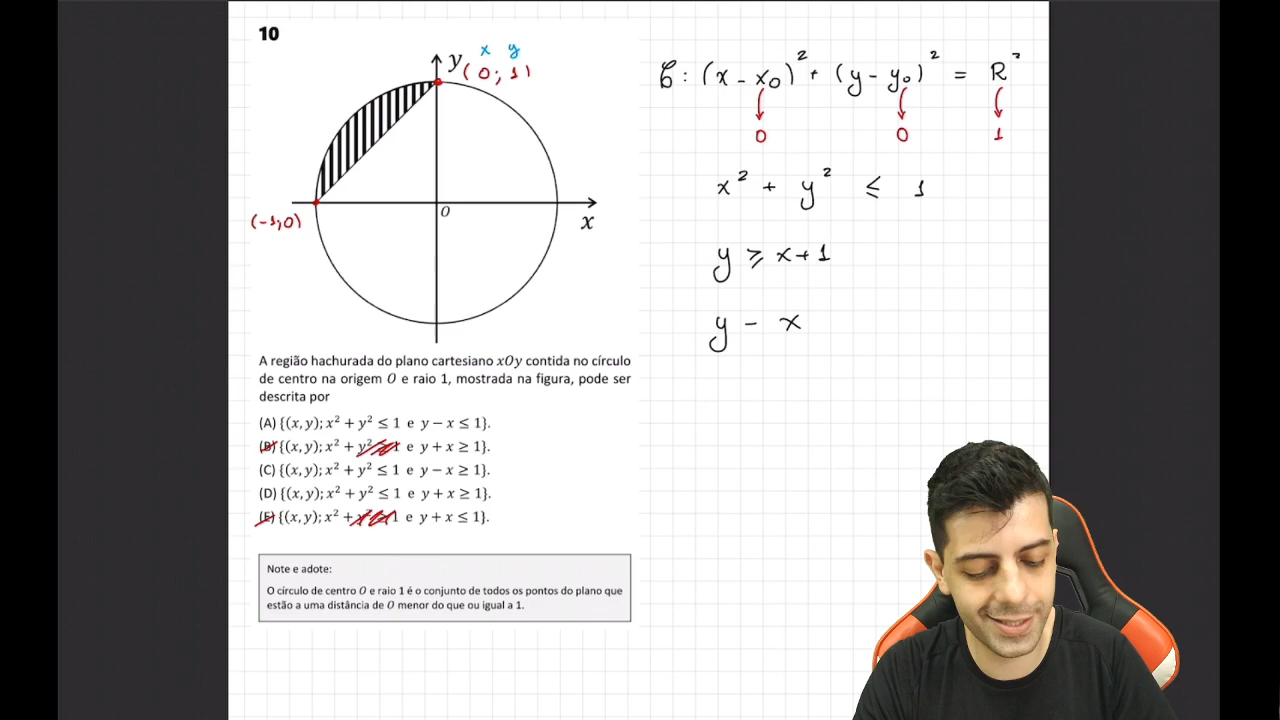 10
x y
y
(0; 1)
(-1;0)
O
x
A região hachurada do plano cartesiano xOy contida no círculo
de centro na origem O e raio 1, mostrada na figura, pode ser
descrita por
(A) {(x, y); x² + y² ≤ 1 e y − x ≤ 1}.
(B) {(x, y); x² + y² e y + x ≥ 1}.
(C) {(x, y); x² + y² ≤ 1 e y − x ≥ 1}.
(D) {(x, y); x² + y² ≤ 1 e y + x ≥ 1}.
(E) {(x, y); x² + 1 e y + x ≤ 1}.
Note e adote:
O círculo de centro O e raio 1 é o conjunto de todos os pontos do plano que
estão a uma distância de O menor do que ou igual a 1.
C: (x - x₀)² + (y - y₀)² = R²
0 0 1
x² + y² ≤ 1
y ≥ x + 1
y - x